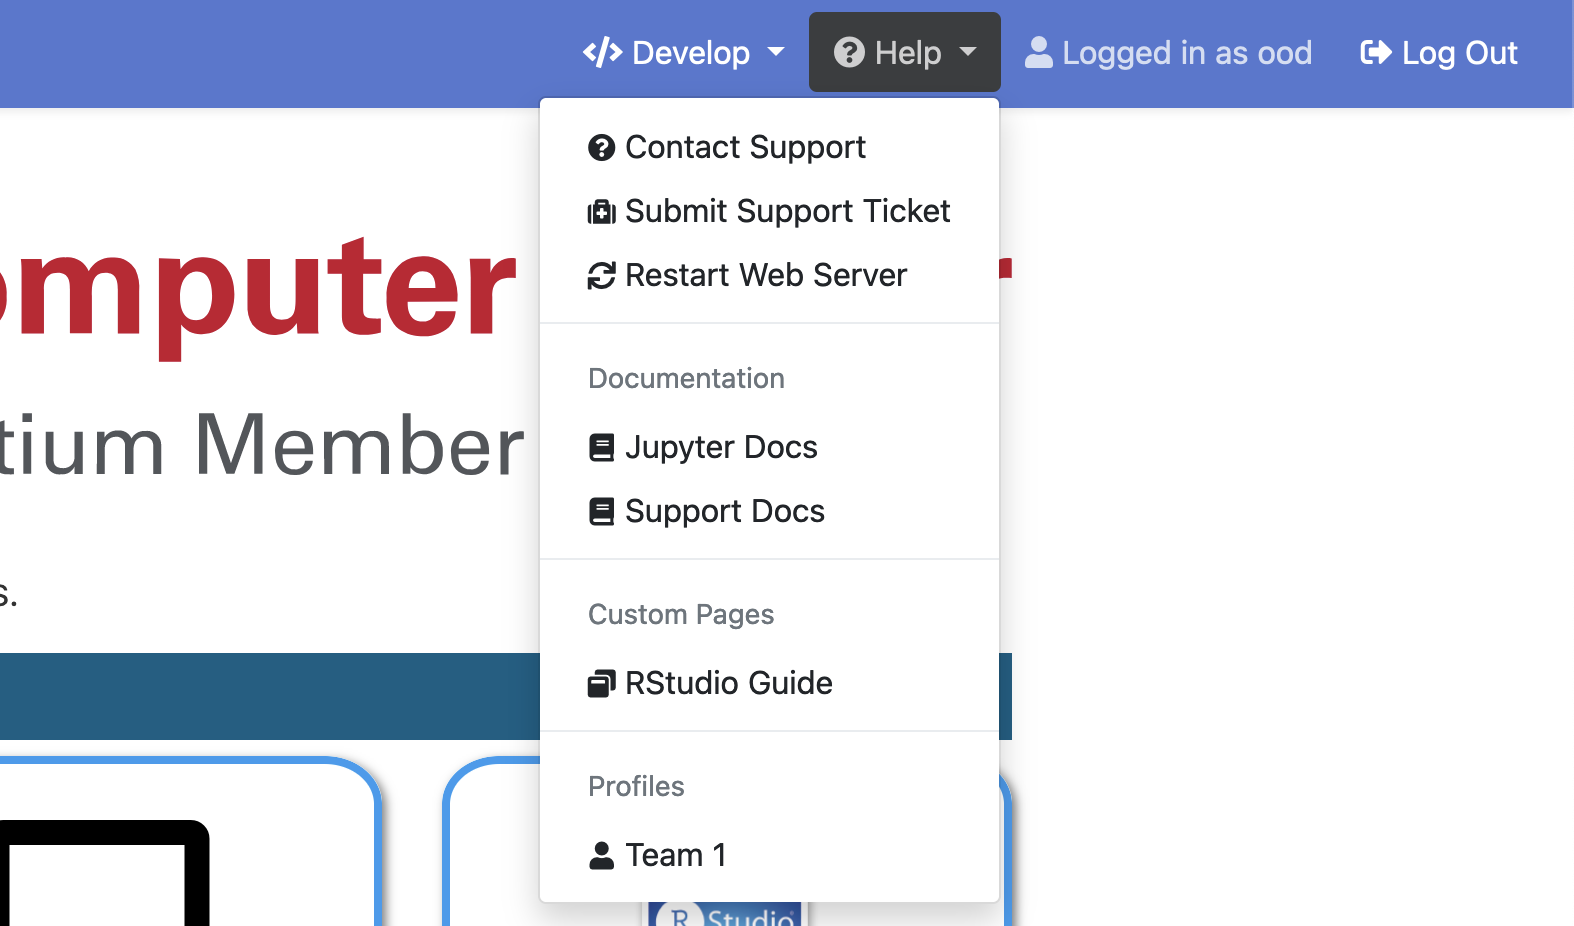 Develop Help Logged in as ood Log Out
Contact Support
Submit Support Ticket
Restart Web Server
omputer r
tium Member
Documentation
Jupyter Docs
Support Docs
s.
Custom Pages
RStudio Guide
Profiles
Team 1
R Studio